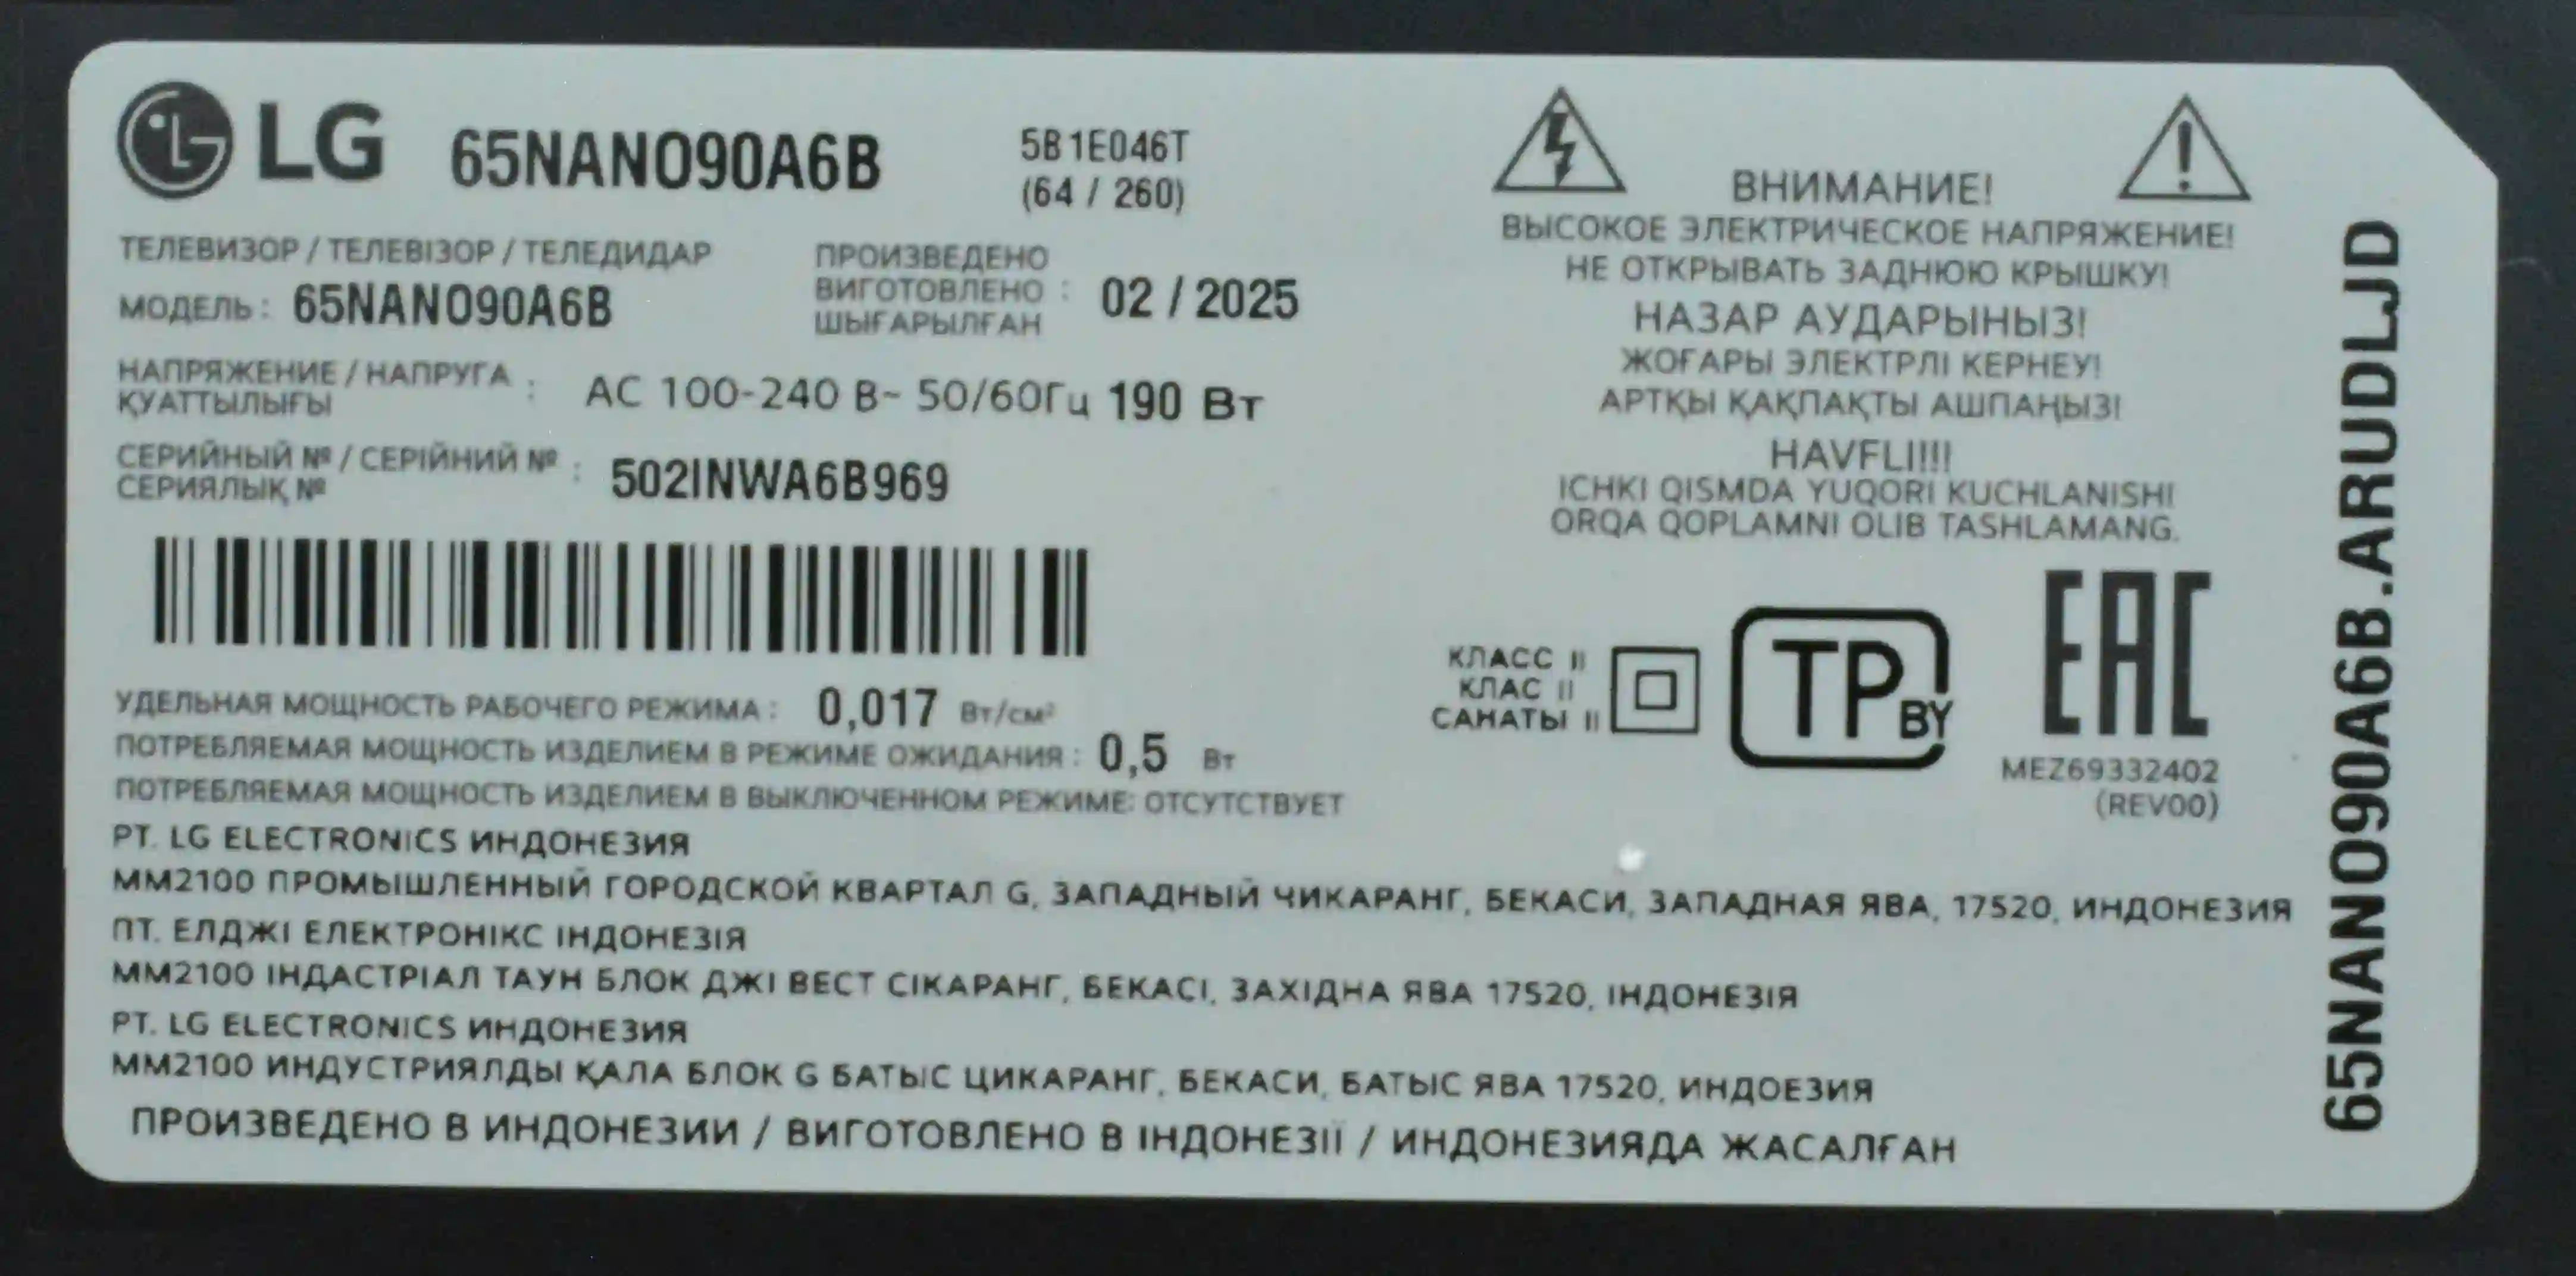 LG 65NANO90A6B 5B1E046T
(64 / 260)
ТЕЛЕВИЗОР / ТЕЛЕВІЗОР / ТЕЛЕДИДАР
МОДЕЛЬ : 65NANO90A6B
ПРОИЗВЕДЕНО
ВИГОТОВЛЕНО : 02 / 2025
ШЫҒАРЫЛҒАН
НАПРЯЖЕНИЕ / НАПРУГА : AC 100-240 В~ 50/60Гц 190 Вт
ҚУАТТЫЛЫҒЫ
СЕРИЙНЫЙ № / СЕРІЙНИЙ № : 502INWA6B969
СЕРИЯЛЫҚ №
УДЕЛЬНАЯ МОЩНОСТЬ РАБОЧЕГО РЕЖИМА : 0,017 Вт/см²
ПОТРЕБЛЯЕМАЯ МОЩНОСТЬ ИЗДЕЛИЕМ В РЕЖИМЕ ОЖИДАНИЯ : 0,5 Вт
ПОТРЕБЛЯЕМАЯ МОЩНОСТЬ ИЗДЕЛИЕМ В ВЫКЛЮЧЕННОМ РЕЖИМЕ: ОТСУТСТВУЕТ
ВНИМАНИЕ!
ВЫСОКОЕ ЭЛЕКТРИЧЕСКОЕ НАПРЯЖЕНИЕ!
НЕ ОТКРЫВАТЬ ЗАДНЮЮ КРЫШКУ!
НАЗАР АУДАРЫНЫЗ!
ЖОҒАРЫ ЭЛЕКТРЛІ КЕРНЕУ!
АРТҚЫ ҚАҚПАҚТЫ АШПАҢЫЗ!
HAVFLI!!!
ICHKI QISMDA YUQORI KUCHLANISH!
ORQA QOPLAMNI OLIB TASHLAMANG.
КЛАСС II
КЛАС II
САНАТЫ II
TP BY
EAC
MEZ69332402
(REV00)
PT. LG ELECTRONICS ИНДОНЕЗИЯ
ММ2100 ПРОМЫШЛЕННЫЙ ГОРОДСКОЙ КВАРТАЛ G, ЗАПАДНЫЙ ЧИКАРАНГ, БЕКАСИ, ЗАПАДНАЯ ЯВА, 17520, ИНДОНЕЗИЯ
ПТ. ЕЛДЖІ ЕЛЕКТРОНІКС ІНДОНЕЗІЯ
ММ2100 ІНДАСТРІАЛ ТАУН БЛОК ДЖІ ВЕСТ СІКАРАНГ, БЕКАСІ, ЗАХІДНА ЯВА 17520, ІНДОНЕЗІЯ
PT. LG ELECTRONICS ИНДОНЕЗИЯ
ММ2100 ИНДУСТРИЯЛДЫ ҚАЛА БЛОК G БАТЫС ЦИКАРАНГ, БЕКАСИ, БАТЫС ЯВА 17520, ИНДОЕЗИЯ
ПРОИЗВЕДЕНО В ИНДОНЕЗИИ / ВИГОТОВЛЕНО В ІНДОНЕЗІЇ / ИНДОНЕЗИЯДА ЖАСАЛҒАН
65NANO90A6B.ARUDLJD